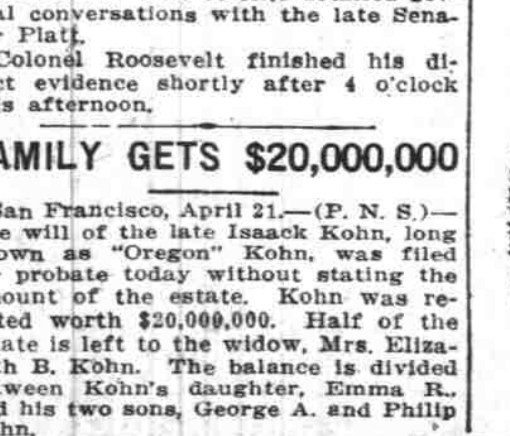 al conversations with the late Sena-
r Platt.
Colonel Roosevelt finished his di-
ct evidence shortly after 4 o'clock
s afternoon.
AMILY GETS $20,000,000
San Francisco, April 21.—(P. N. S.)—
e will of the late Isaack Kohn, long
own as "Oregon" Kohn, was filed
r probate today without stating the
ount of the estate. Kohn was re-
ted worth $20,000,000. Half of the
ate is left to the widow, Mrs. Eliza-
th B. Kohn. The balance is divided
ween Kohn's daughter, Emma R.,
d his two sons, George A. and Philip
hn.